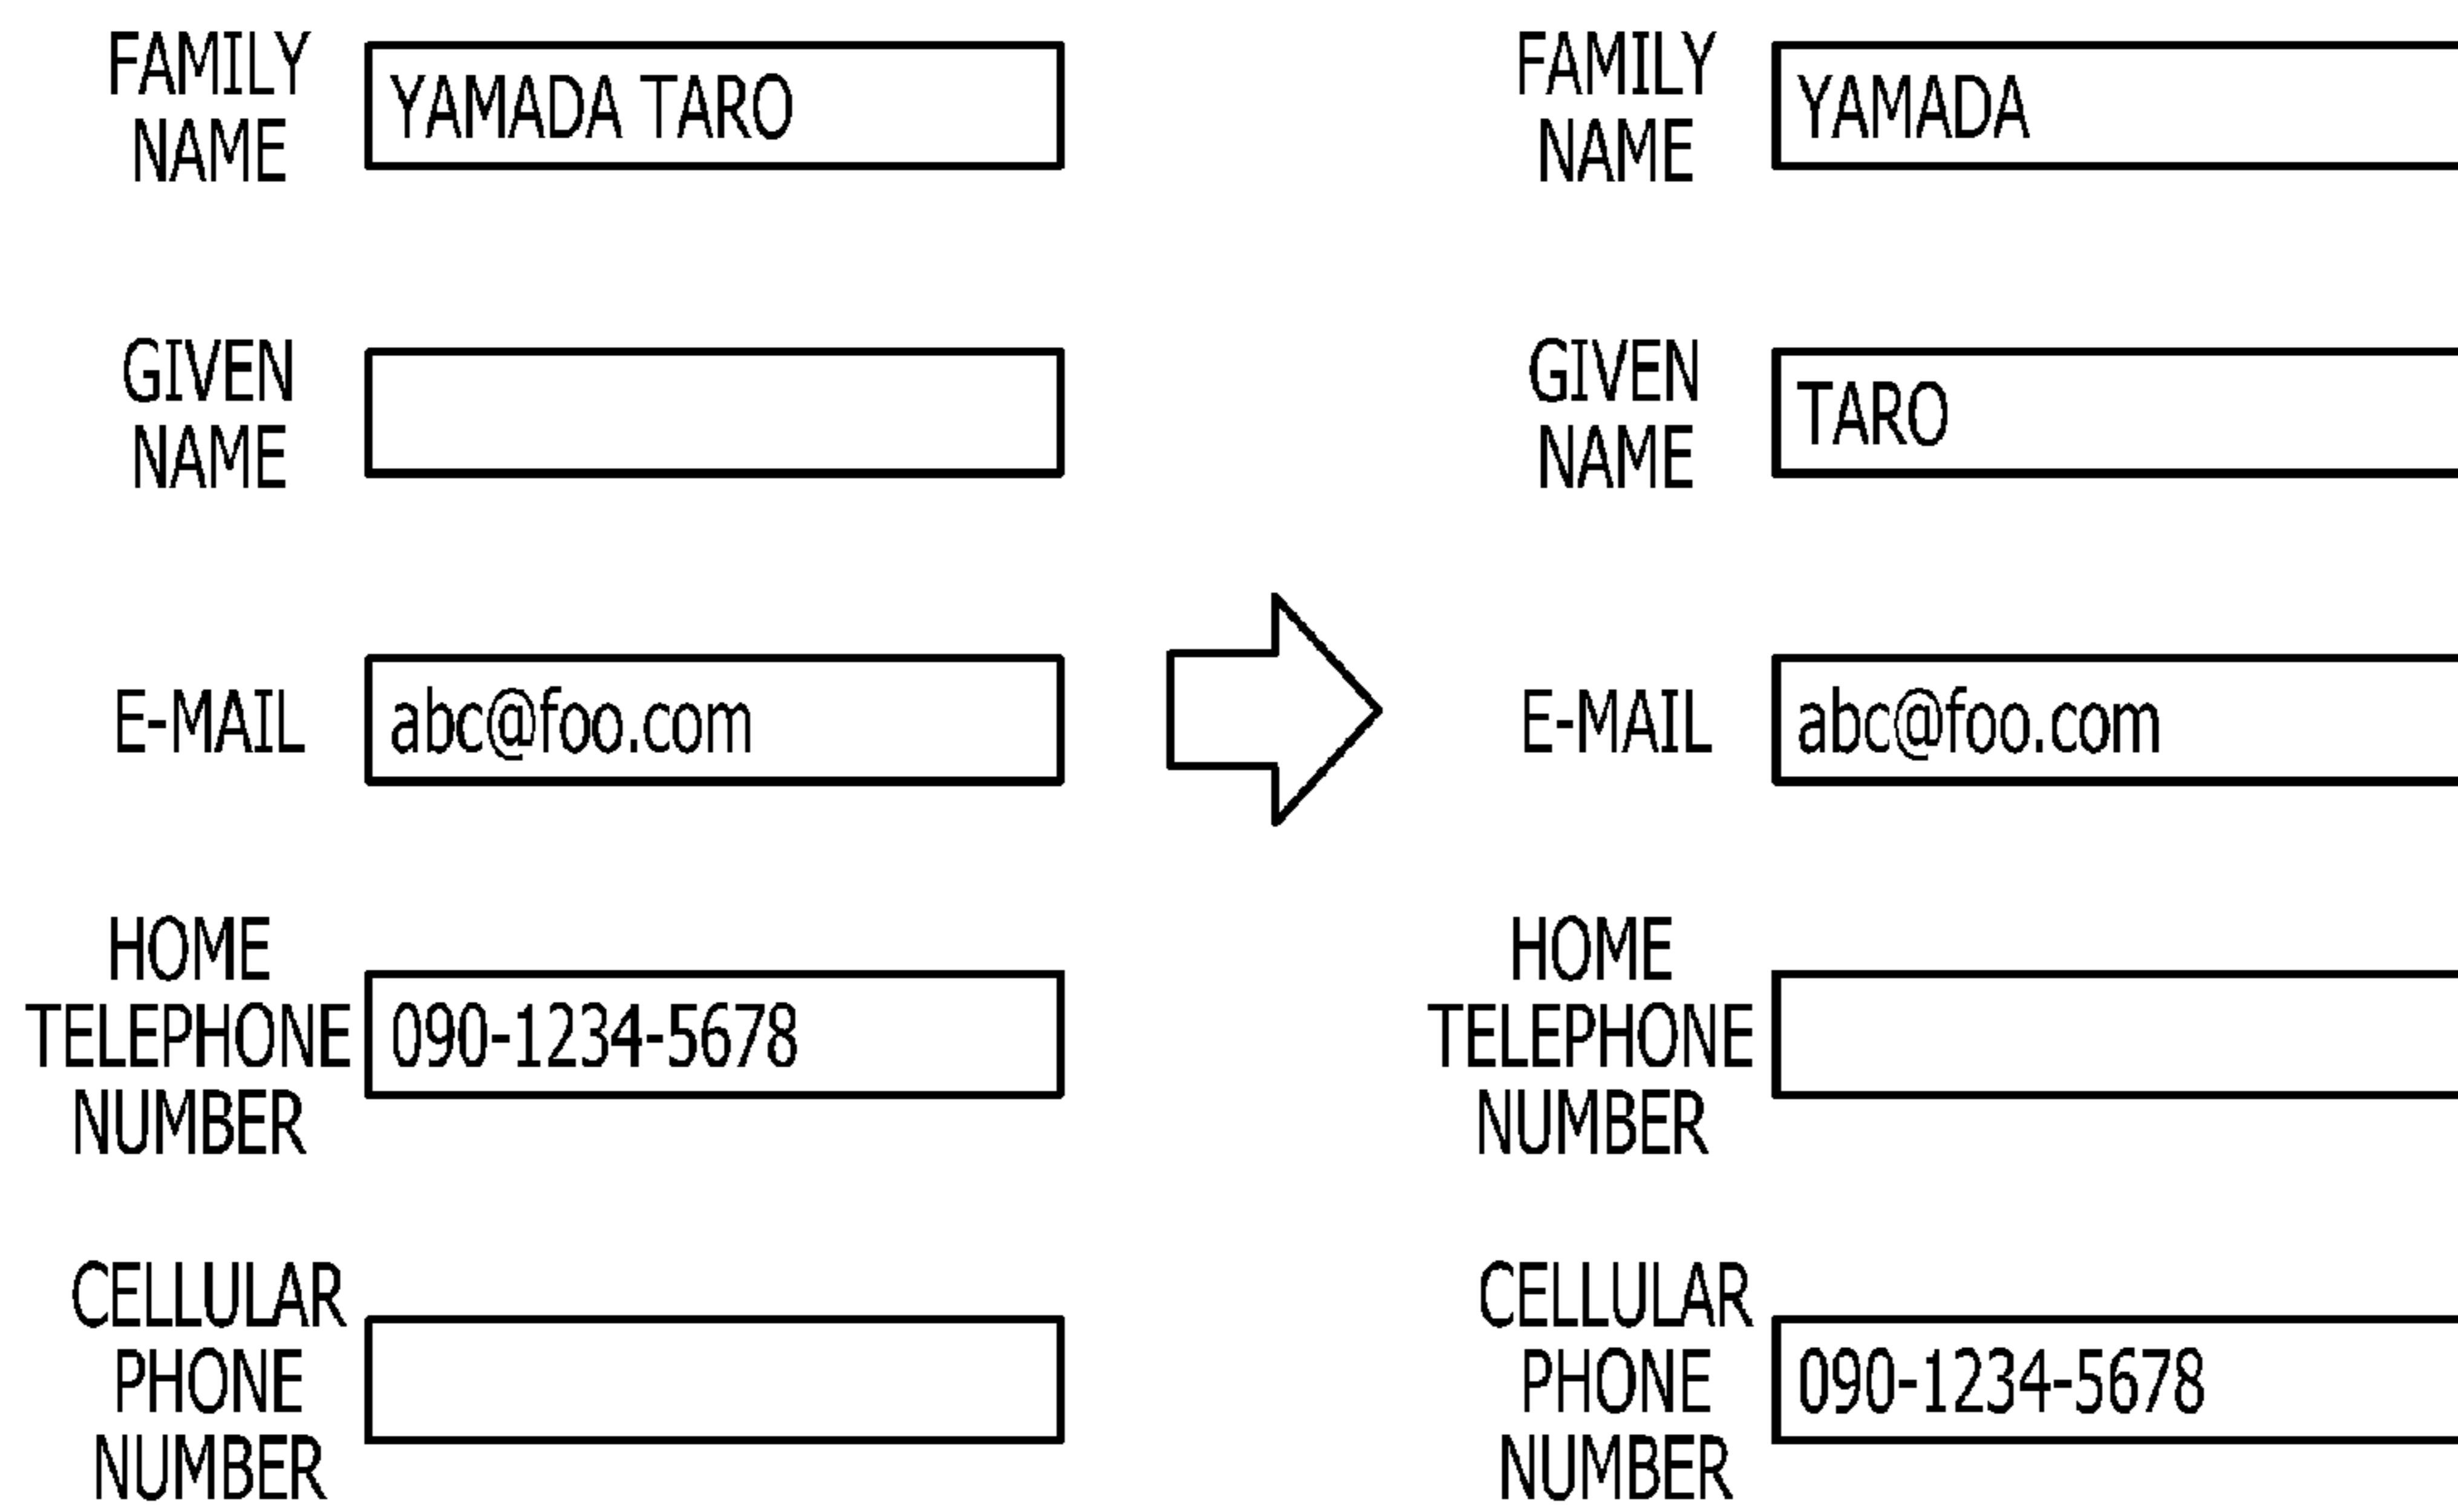 FAMILY
NAME
YAMADA TARO
GIVEN
NAME
E-MAIL
abc@foo.com
HOME
TELEPHONE
NUMBER
090-1234-5678
CELLULAR
PHONE
NUMBER
FAMILY
NAME
YAMADA
GIVEN
NAME
TARO
E-MAIL
abc@foo.com
HOME
TELEPHONE
NUMBER
CELLULAR
PHONE
NUMBER
090-1234-5678